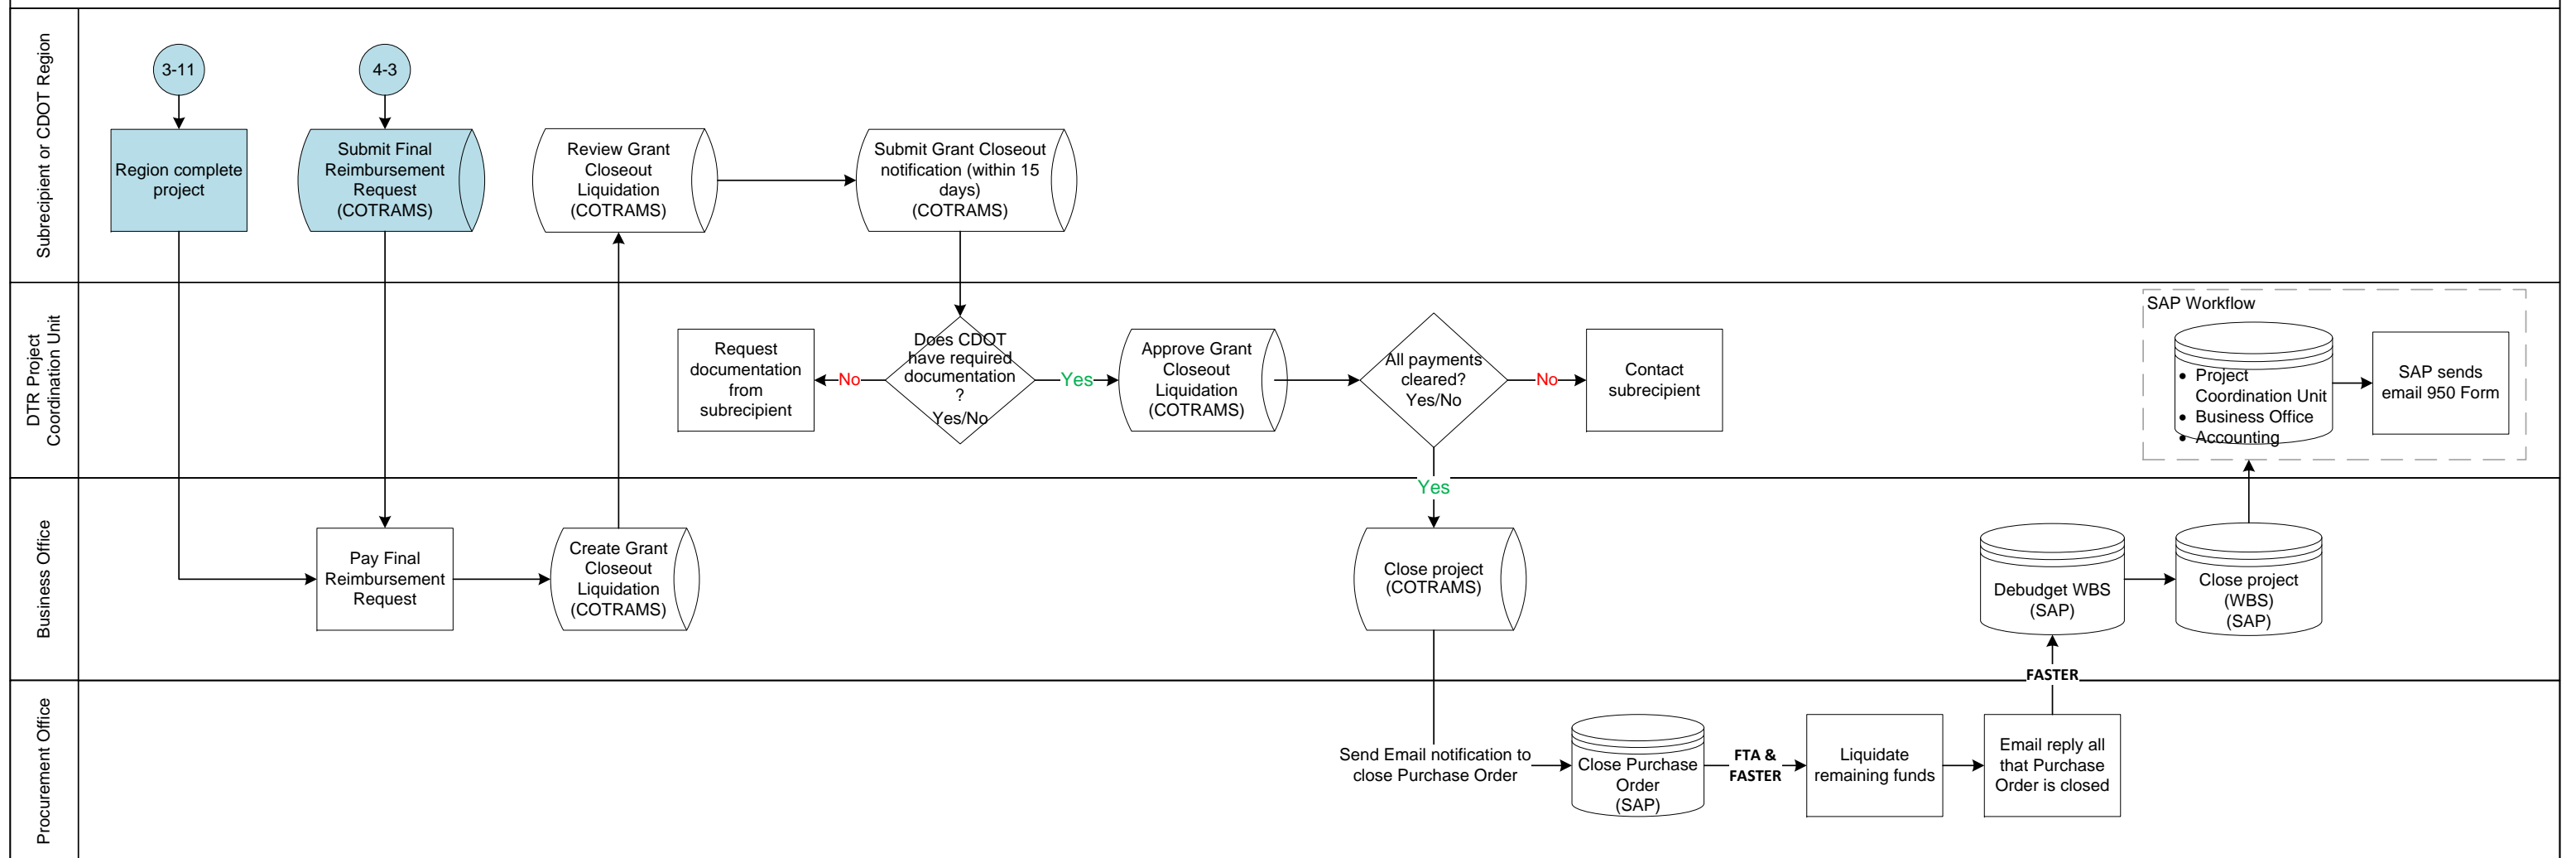 Subrecipient or CDOT Region
3-11
4-3
Region complete
project
Submit Final
Reimbursement
Request
(COTRAMS)
Review Grant
Closeout
Liquidation
(COTRAMS)
Submit Grant Closeout
notification (within 15
days)
(COTRAMS)
DTR Project
Coordination Unit
Request
documentation
from
subrecipient
No
Does CDOT
have required
documentation
?
Yes/No
Yes
Approve Grant
Closeout
Liquidation
(COTRAMS)
All payments
cleared?
Yes/No
No
Contact
subrecipient
Yes
SAP Workflow
• Project
Coordination Unit
• Business Office
• Accounting
SAP sends
email 950 Form
Business Office
Pay Final
Reimbursement
Request
Create Grant
Closeout
Liquidation
(COTRAMS)
Close project
(COTRAMS)
Debudget WBS
(SAP)
Close project
(WBS)
(SAP)
FASTER
Procurement Office
Send Email notification to
close Purchase Order
Close Purchase
Order
(SAP)
FTA &
FASTER
Liquidate
remaining funds
Email reply all
that Purchase
Order is closed